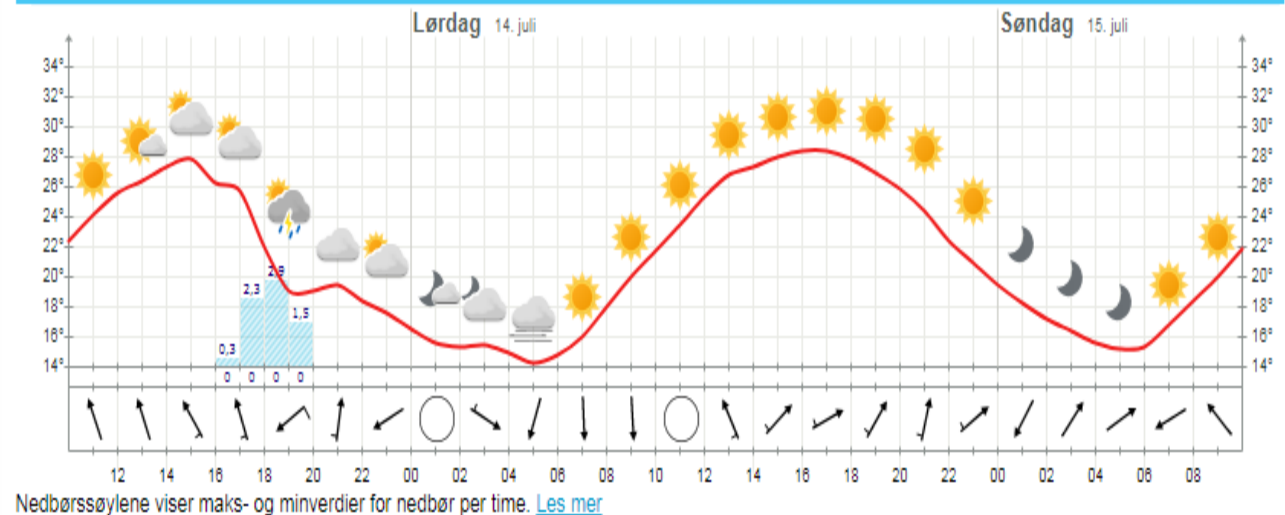 Lørdag 14. juli Søndag 15. juli
34° 34°
32° 32°
30° 30°
28° 28°
26° 26°
24° 24°
22° 22°
20° 2,9 20°
2,3
18° 18°
1,5
16° 16°
0,3
14° 14°
0 0 0 0
12 14 16 18 20 22 00 02 04 06 08 10 12 14 16 18 20 22 00 02 04 06 08
Nedbørssøylene viser maks- og minverdier for nedbør per time. Les mer